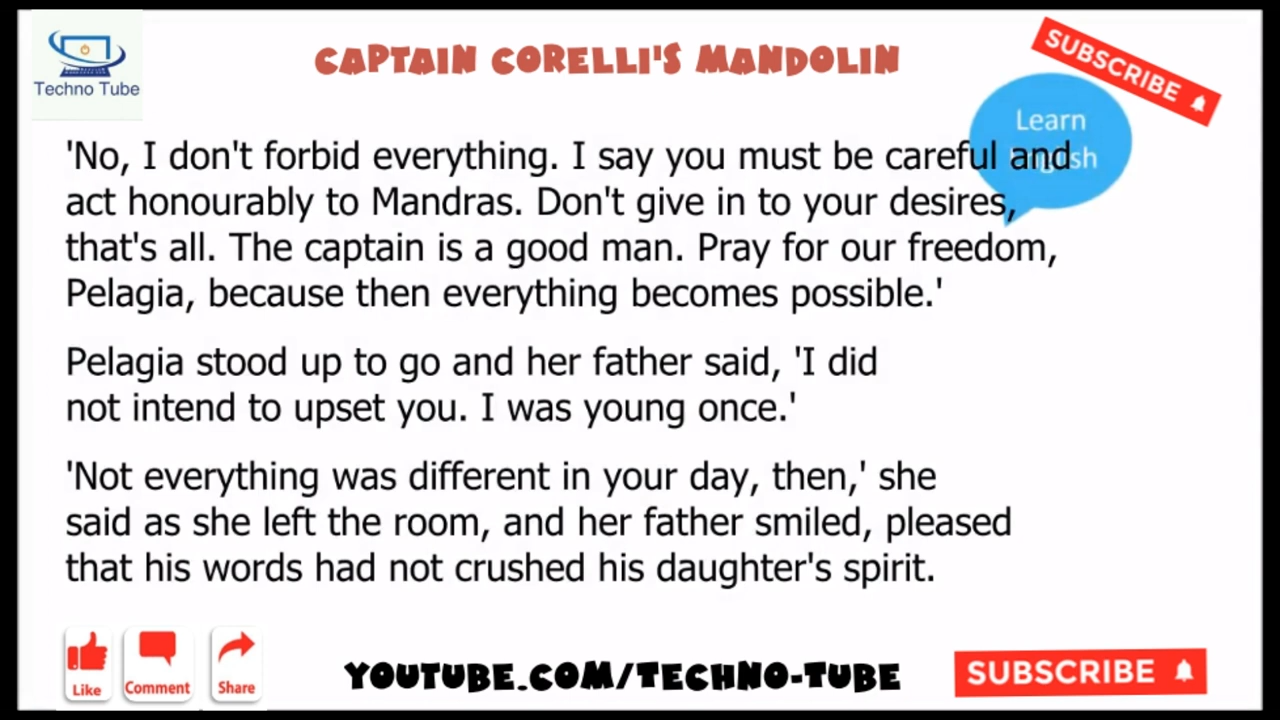 CAPTAIN CORELLI'S MANDOLIN
SUBSCRIBE
Techno Tube
Learn
English
'No, I don't forbid everything. I say you must be careful and
act honourably to Mandras. Don't give in to your desires,
that's all. The captain is a good man. Pray for our freedom,
Pelagia, because then everything becomes possible.'
Pelagia stood up to go and her father said, 'I did
not intend to upset you. I was young once.'
'Not everything was different in your day, then,' she
said as she left the room, and her father smiled, pleased
that his words had not crushed his daughter's spirit.
Like
Comment
Share
YOUTUBE.COM/TECHNO-TUBE
SUBSCRIBE